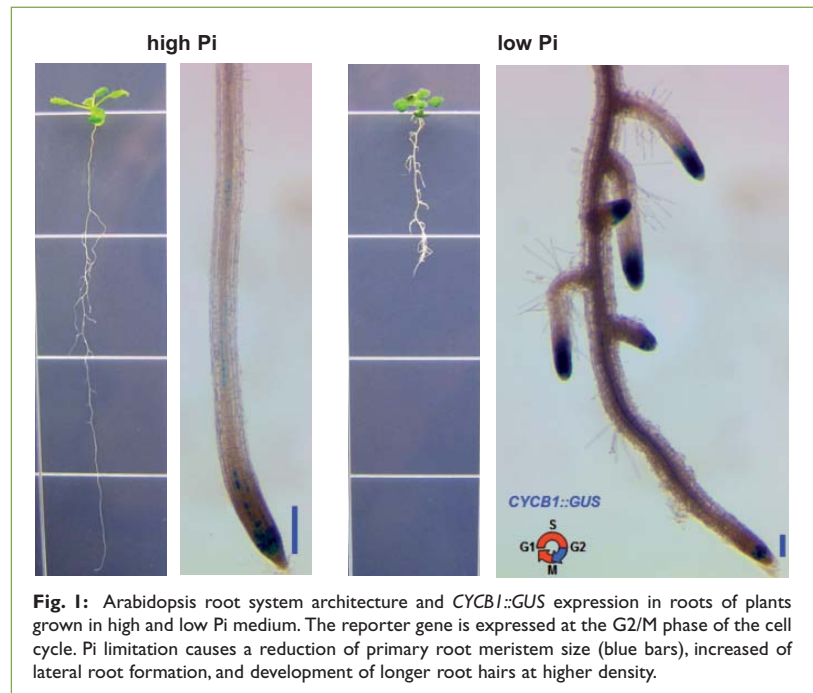 high Pi
low Pi
CYCB1::GUS
S
G1
G2
M
Fig. 1: Arabidopsis root system architecture and CYCB1::GUS expression in roots of plants
grown in high and low Pi medium. The reporter gene is expressed at the G2/M phase of the cell
cycle. Pi limitation causes a reduction of primary root meristem size (blue bars), increased of
lateral root formation, and development of longer root hairs at higher density.